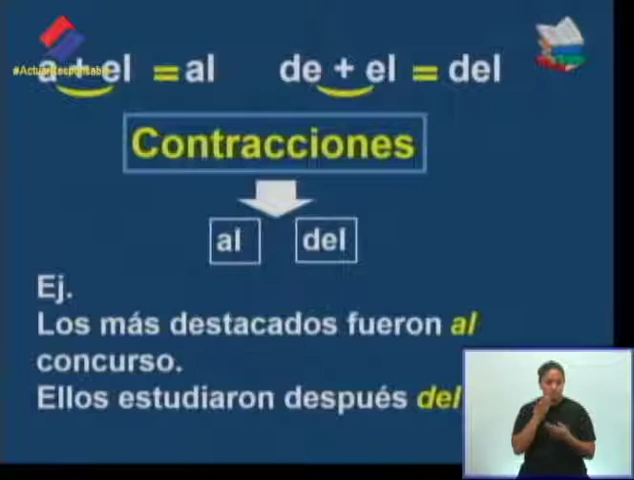 a + el = al de + el = del
#ActuarResponsable
Contracciones
al del
Ej.
Los más destacados fueron al
concurso.
Ellos estudiaron después del